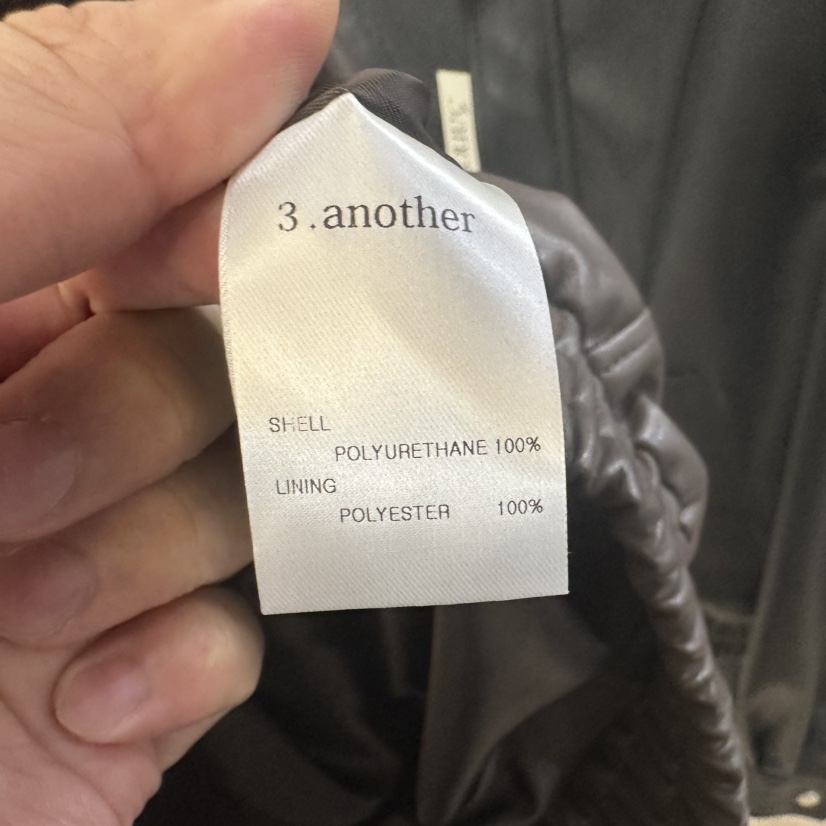 3.another
SHELL
POLYURETHANE 100%
LINING
POLYESTER 100%